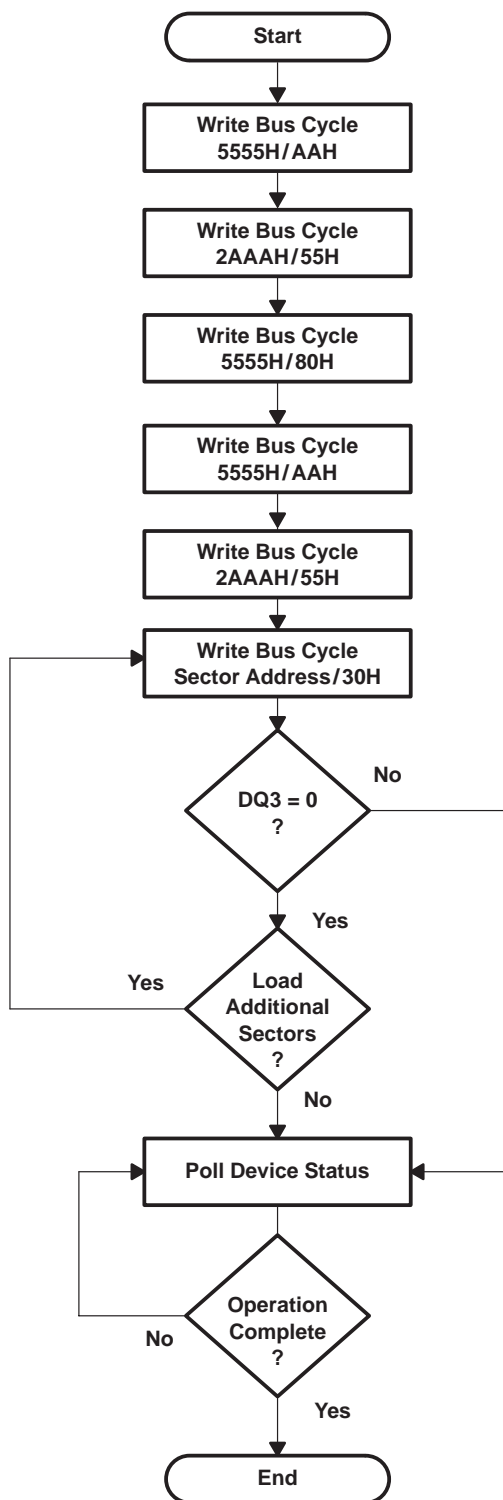 Start
Write Bus Cycle
5555H/AAH
Write Bus Cycle
2AAAH/55H
Write Bus Cycle
5555H/80H
Write Bus Cycle
5555H/AAH
Write Bus Cycle
2AAAH/55H
Write Bus Cycle
Sector Address/30H
No
DQ3 = 0
?
Yes
Yes
Load
Additional
Sectors
?
No
Poll Device Status
Operation
Complete
?
No
Yes
End